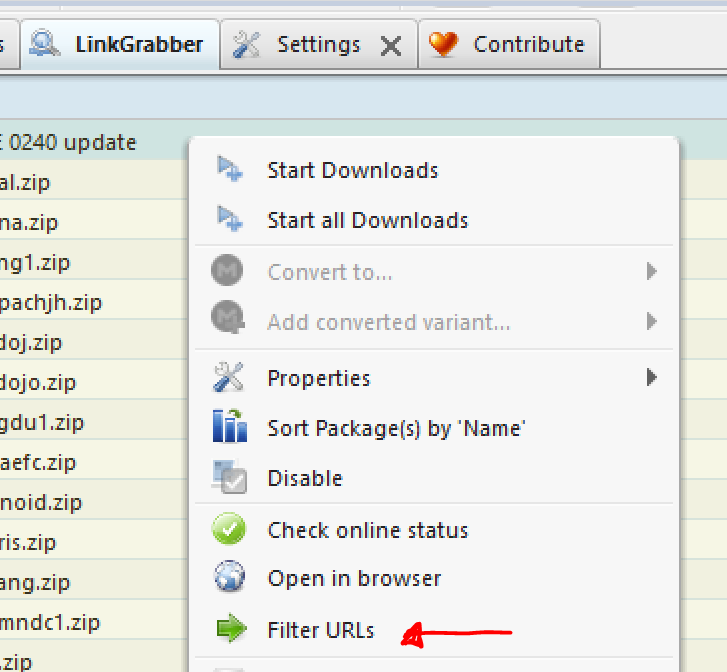 s
LinkGrabber
Settings
Contribute
E 0240 update
al.zip
na.zip
ng1.zip
pachjh.zip
doj.zip
dojo.zip
gdu1.zip
aefc.zip
noid.zip
ris.zip
ang.zip
mndc1.zip
.zip
Start Downloads
Start all Downloads
Convert to...
Add converted variant...
Properties
Sort Package(s) by 'Name'
Disable
Check online status
Open in browser
Filter URLs